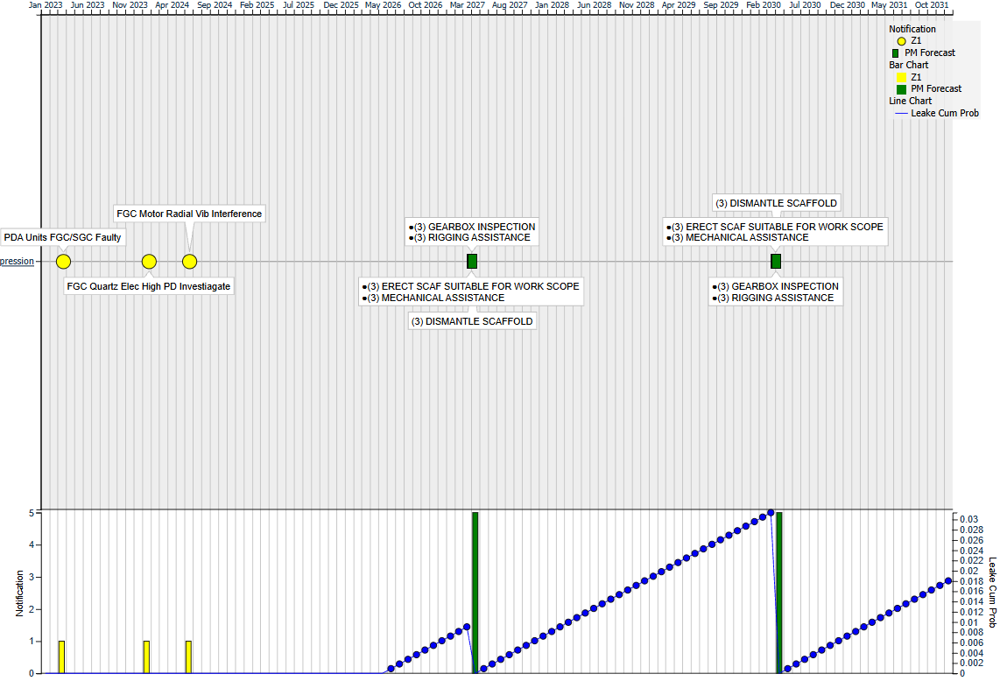 Jan 2023 Jun 2023 Nov 2023 Apr 2024 Sep 2024 Feb 2025 Jul 2025 Dec 2025 May 2026 Oct 2026 Mar 2027 Aug 2027 Jan 2028 Jun 2028 Nov 2028 Apr 2029 Sep 2029 Feb 2030 Jul 2030 Dec 2030 May 2031 Oct 2031
Notification
Z1
PM Forecast
Bar Chart
Z1
PM Forecast
Line Chart
Leake Cum Prob
(3) DISMANTLE SCAFFOLD
FGC Motor Radial Vib Interference
●(3) GEARBOX INSPECTION
●(3) RIGGING ASSISTANCE
●(3) ERECT SCAF SUITABLE FOR WORK SCOPE
●(3) MECHANICAL ASSISTANCE
PDA Units FGC/SGC Faulty
pression
FGC Quartz Elec High PD Investiagate
●(3) ERECT SCAF SUITABLE FOR WORK SCOPE
●(3) MECHANICAL ASSISTANCE
●(3) GEARBOX INSPECTION
●(3) RIGGING ASSISTANCE
(3) DISMANTLE SCAFFOLD
5
4
3
2
1
0
Notification
0.03
0.028
0.026
0.024
0.022
0.02
0.018
0.016
0.014
0.012
0.01
0.008
0.006
0.004
0.002
0
Leake Cum Prob